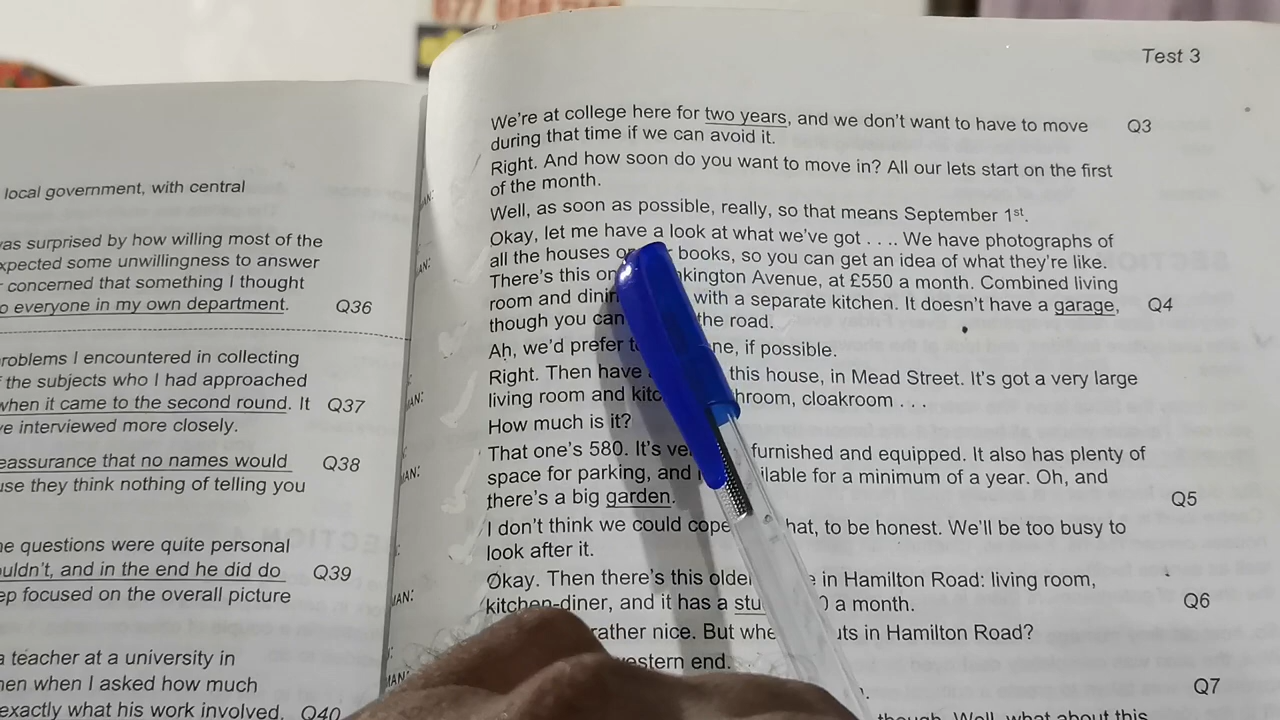 local government, with central
was surprised by how willing most of the
expected some unwillingness to answer
concerned that something I thought
everyone in my own department. Q36
problems I encountered in collecting
the subjects who I had approached
when it came to the second round. It Q37
interviewed more closely.
reassurance that no names would Q38
they think nothing of telling you
questions were quite personal
and in the end he did do Q39
focused on the overall picture
a teacher at a university in
when I asked how much
exactly what his work involved. Q40
Test 3
We're at college here for two years, and we don't want to have to move Q3
during that time if we can avoid it.
Right. And how soon do you want to move in? All our lets start on the first
of the month.
Well, as soon as possible, really, so that means September 1st.
Okay, let me have a look at what we've got . . . . We have photographs of
all the houses books, so you can get an idea of what they're like.
There's this Avenue, at £550 a month. Combined living
room and with a separate kitchen. It doesn't have a garage, Q4
though you can the road.
Ah, we'd prefer if possible.
Right. Then have this house, in Mead Street. It's got a very large
living room and cloakroom . . .
How much is it?
That one's 580. It's furnished and equipped. It also has plenty of
space for parking, and for a minimum of a year. Oh, and
there's a big garden. Q5
I don't think we could cope that, to be honest. We'll be too busy to
look after it.
Okay. Then there's this in Hamilton Road: living room,
kitchen-diner, and it has a a month. Q6
rather nice. But in Hamilton Road?
end.
Q7
though. Well, what about this